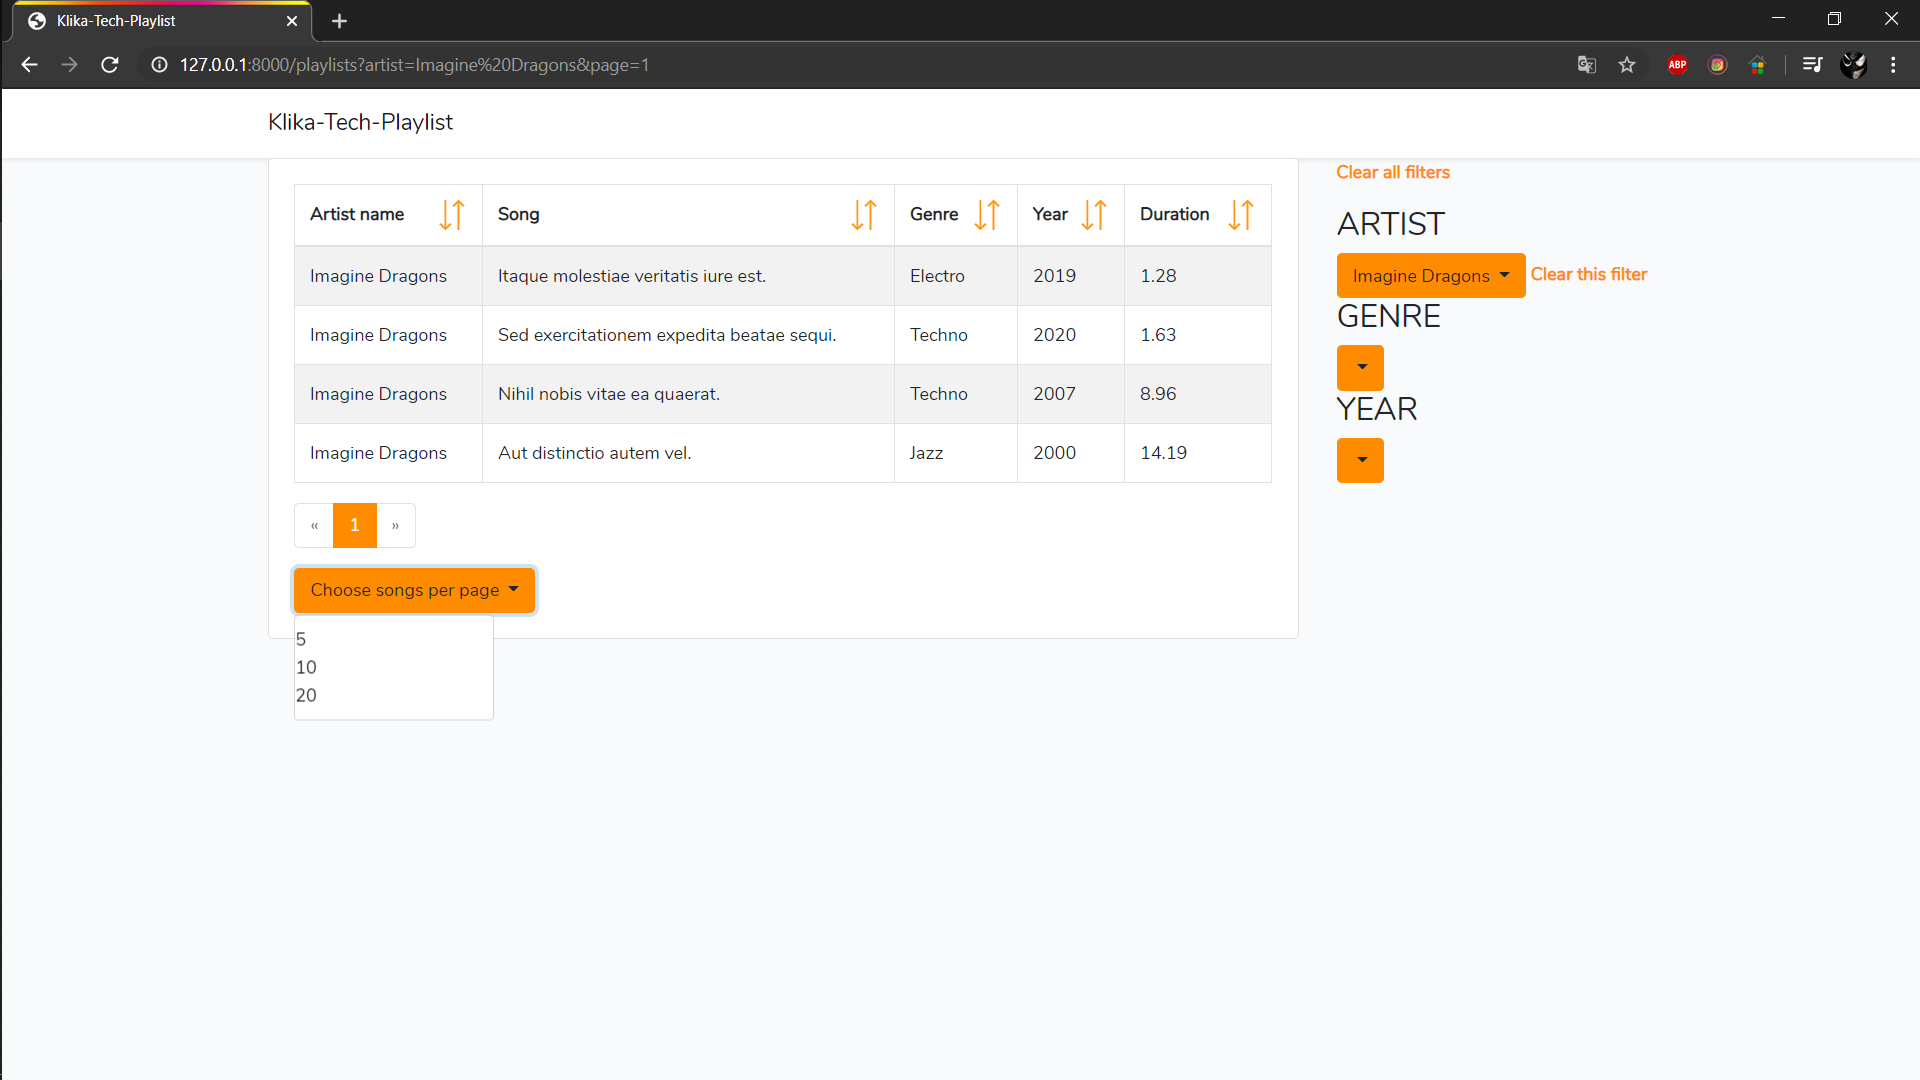 Klika-Tech-Playlist
127.0.0.1:8000/playlists?artist=Imagine%20Dragons&page=1
ABP
Klika-Tech-Playlist
Artist name Song Genre Year Duration
Imagine Dragons Itaque molestiae veritatis iure est. Electro 2019 1.28
Imagine Dragons Sed exercitationem expedita beatae sequi. Techno 2020 1.63
Imagine Dragons Nihil nobis vitae ea quaerat. Techno 2007 8.96
Imagine Dragons Aut distinctio autem vel. Jazz 2000 14.19
« 1 »
Choose songs per page
5
10
20
Clear all filters
ARTIST
Imagine Dragons Clear this filter
GENRE
YEAR